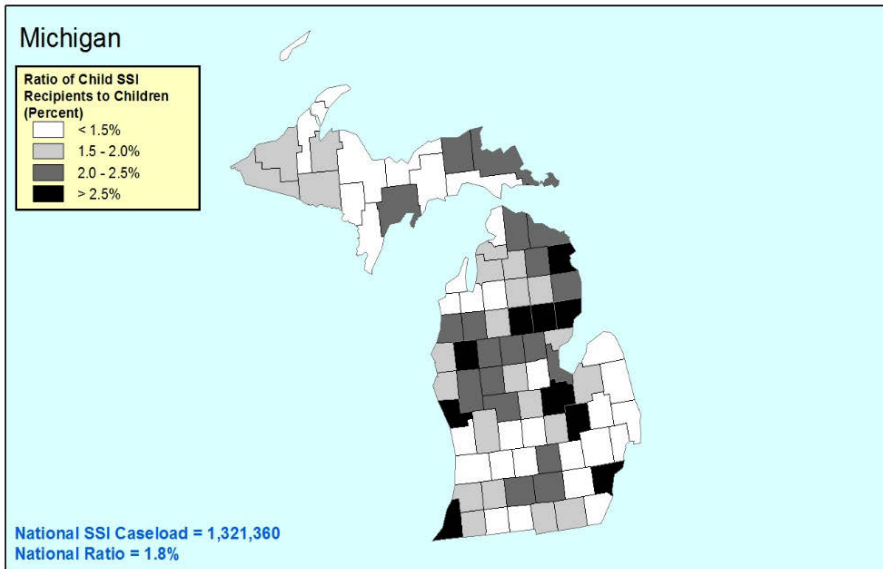 Michigan
Ratio of Child SSI
Recipients to Children
(Percent)
< 1.5%
1.5 - 2.0%
2.0 - 2.5%
> 2.5%
National SSI Caseload = 1,321,360
National Ratio = 1.8%